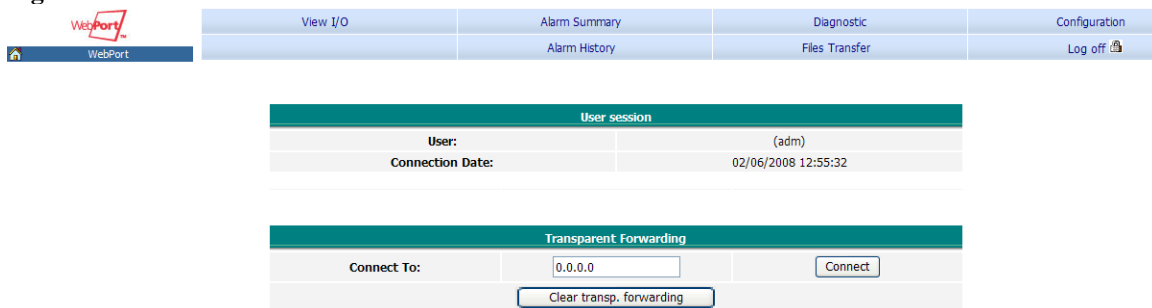 WebPort™
View I/O Alarm Summary Diagnostic Configuration
WebPort Alarm History Files Transfer Log off
User session
User: (adm)
Connection Date: 02/06/2008 12:55:32
Transparent Forwarding
Connect To: 0.0.0.0 Connect
Clear transp. forwarding